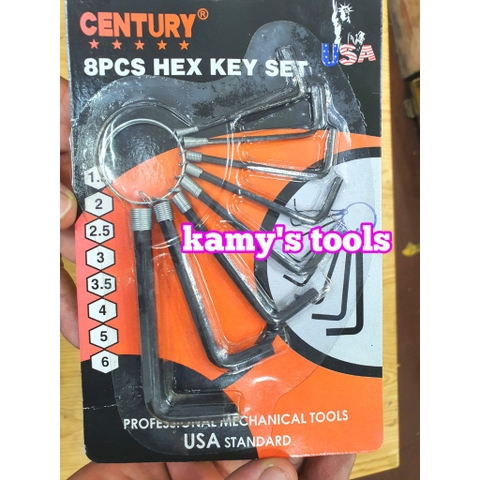 CENTURY®
USA
8PCS HEX KEY SET
2
2.5
3
3.5
4
5
6
kamy's tools
PROFESSIONAL MECHANICAL TOOLS
USA STANDARD